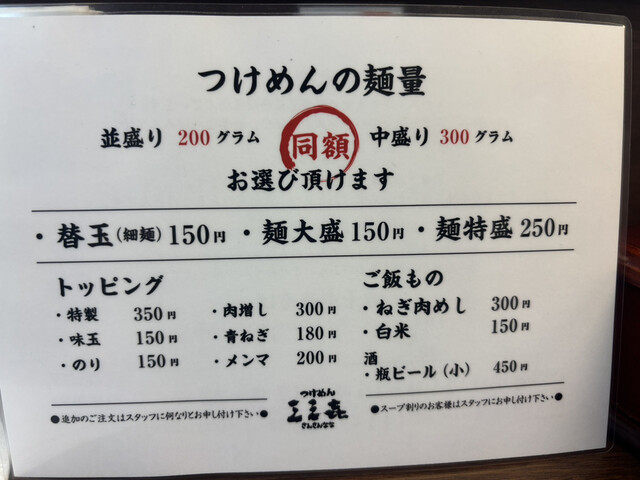 つけめんの麺量
並盛り 200グラム 同額 中盛り 300グラム
お選び頂けます
・替玉(細麺)150円 ・麺大盛150円 ・麺特盛250円
トッピング
・特製 350円 ・肉増し 300円
・味玉 150円 ・青ねぎ 180円
・のり 150円 ・メンマ 200円
ご飯もの
・ねぎ肉めし 300円
・白米 150円
酒
・瓶ビール(小) 450円
●追加のご注文はスタッフに何なりとお申し付け下さい●
つけめん
さんさんななな
●スープ割りのお客様はスタッフにお申し付け下さい●